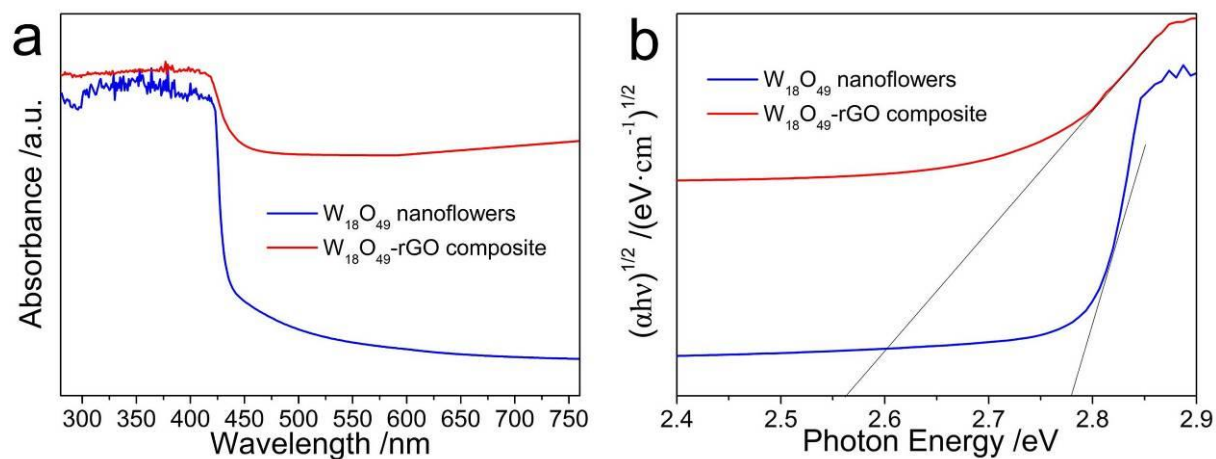 a
Absorbance /a.u.
W₁₈O₄₉ nanoflowers
W₁₈O₄₉-rGO composite
300 350 400 450 500 550 600 650 700 750
Wavelength /nm
b
(αhν)^1/2 /(eV·cm⁻¹)^1/2
W₁₈O₄₉ nanoflowers
W₁₈O₄₉-rGO composite
2.4 2.5 2.6 2.7 2.8 2.9
Photon Energy /eV